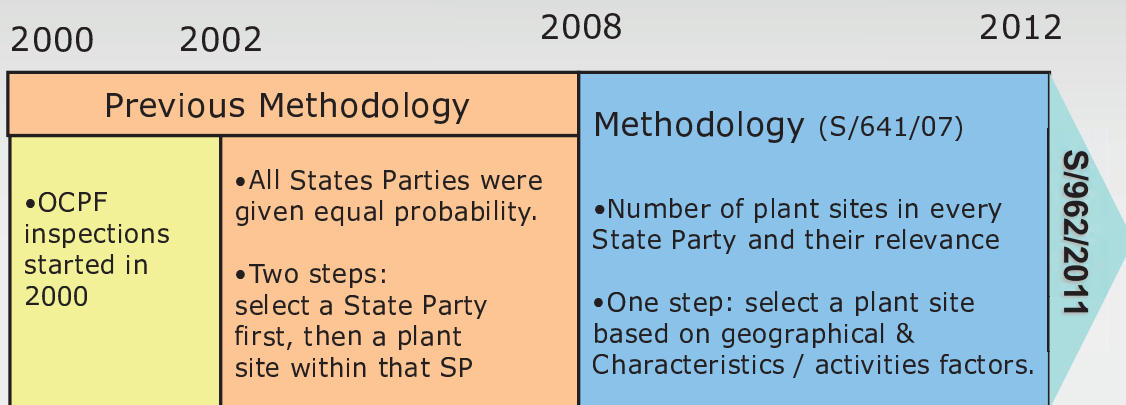 2000 2002 2008 2012
Previous Methodology
•OCPF
inspections
started in
2000
•All States Parties were
given equal probability.
•Two steps:
select a State Party
first, then a plant
site within that SP
Methodology (S/641/07)
•Number of plant sites in every
State Party and their relevance
•One step: select a plant site
based on geographical &
Characteristics / activities factors.
S/962/2011